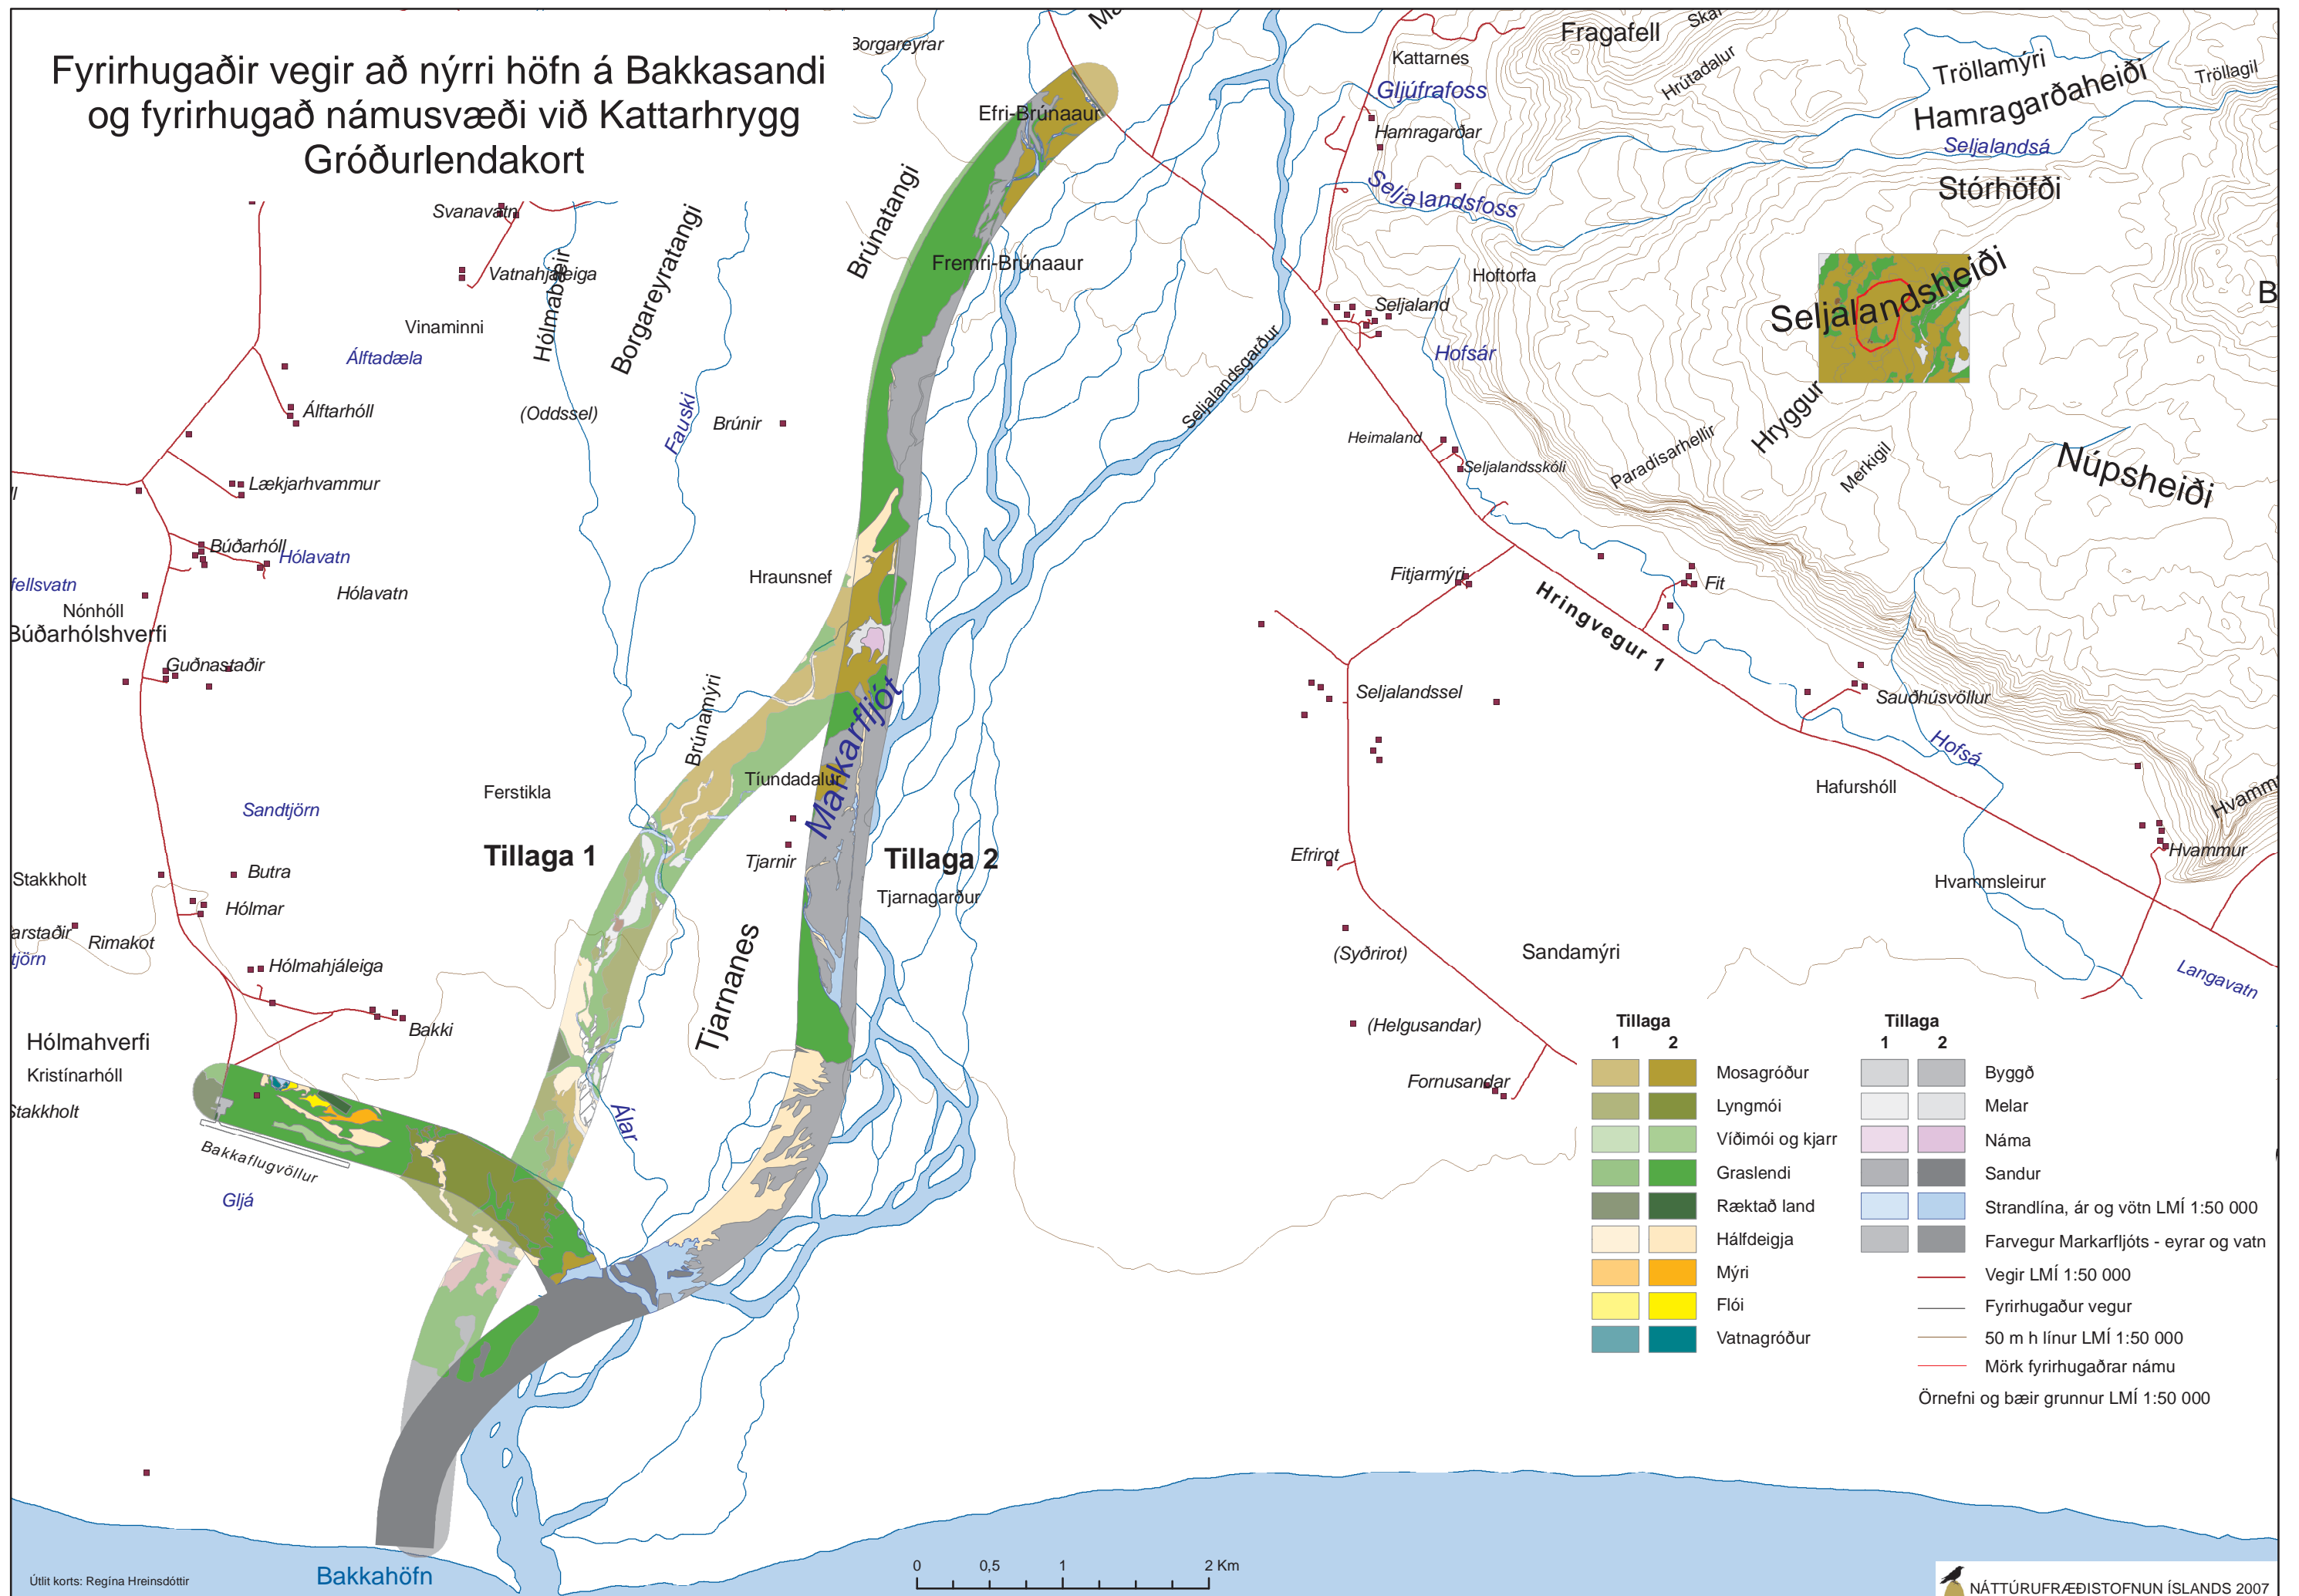 Fyrirhugaðir vegir að nýrri höfn á Bakkasandi
og fyrirhugað námusvæði við Kattarhrygg
Gróðurlendakort
Borgareyrar
Efri-Brúnaaur
Fragafell
Kattarnes
Hrútadalur
Gljúfrafoss
Hamragarðar
Tröllamýri
Hamragarðaheiði
Tröllagil
Seljalandsá
Seljalandsfoss
Stórhöfði
Svanavatn
Vatnahjáleiga
Hólmabæir
Borgareyratangi
Brúnatangi
Fremri-Brúnaaur
Hoftorfa
Seljalandsheiði
Vinaminni
Álftadæla
Seljaland
Hofsár
Seljalandsgarður
Álftarhóll
(Oddssel)
Fauski
Brúnir
Heimaland
Seljalandsskóli
Paradísarhellir
Hryggur
Merkigil
Núpsheiði
Lækjarhvammur
Búðarhóll
Hólavatn
Hólavatn
fellsvatn
Nónhóll
Búðarhólshverfi
Hraunsnef
Fitjarmýri
Hringvegur 1
Fit
Guðnastaðir
Brúnamýri
Markarfljót
Seljalandssel
Sauðhúsvöllur
Hofsá
Ferstikla
Tíundadalur
Hafurshóll
Sandtjörn
Tillaga 1
Tjarnir
Tillaga 2
Tjarnagarður
Efrirot
Hvammur
Hvammsleirur
Stakkholt
Butra
Hólmar
arstaðir
Rimakot
tjörn
Hólmahjáleiga
Tjarnanes
(Syðrirot)
Sandamýri
Langavatn
Bakki
(Helgusandar)
Hólmahverfi
Kristínarhóll
Stakkholt
Fornusandar
Álar
Bakkaflugvöllur
Gljá
Tillaga
1 2
Mosagróður
Lyngmói
Víðimói og kjarr
Graslendi
Ræktað land
Hálfdeigja
Mýri
Flói
Vatnagróður
Tillaga
1 2
Byggð
Melar
Náma
Sandur
Strandlína, ár og vötn LMÍ 1:50 000
Farvegur Markarfljóts - eyrar og vatn
Vegir LMÍ 1:50 000
Fyrirhugaður vegur
50 m h línur LMÍ 1:50 000
Mörk fyrirhugaðrar námu
Örnefni og bæir grunnur LMÍ 1:50 000
Bakkahöfn
0 0,5 1 2 Km
Útlit korts: Regína Hreinsdóttir
NÁTTÚRUFRÆÐISTOFNUN ÍSLANDS 2007